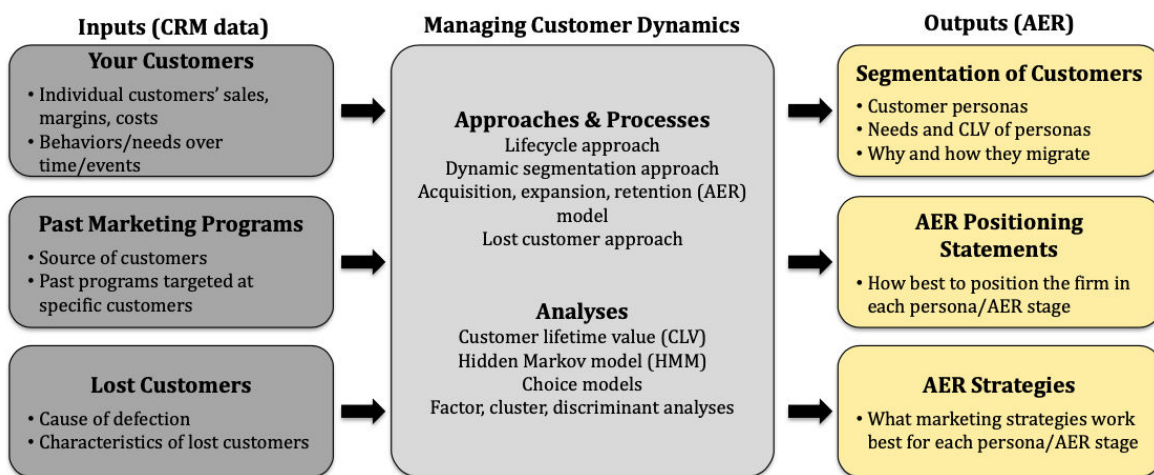 Inputs (CRM data)
Your Customers
• Individual customers' sales,
margins, costs
• Behaviors/needs over
time/events
Past Marketing Programs
• Source of customers
• Past programs targeted at
specific customers
Lost Customers
• Cause of defection
• Characteristics of lost customers
Managing Customer Dynamics
Approaches & Processes
Lifecycle approach
Dynamic segmentation approach
Acquisition, expansion, retention (AER)
model
Lost customer approach
Analyses
Customer lifetime value (CLV)
Hidden Markov model (HMM)
Choice models
Factor, cluster, discriminant analyses
Outputs (AER)
Segmentation of Customers
• Customer personas
• Needs and CLV of personas
• Why and how they migrate
AER Positioning
Statements
• How best to position the firm in
each persona/AER stage
AER Strategies
• What marketing strategies work
best for each persona/AER stage